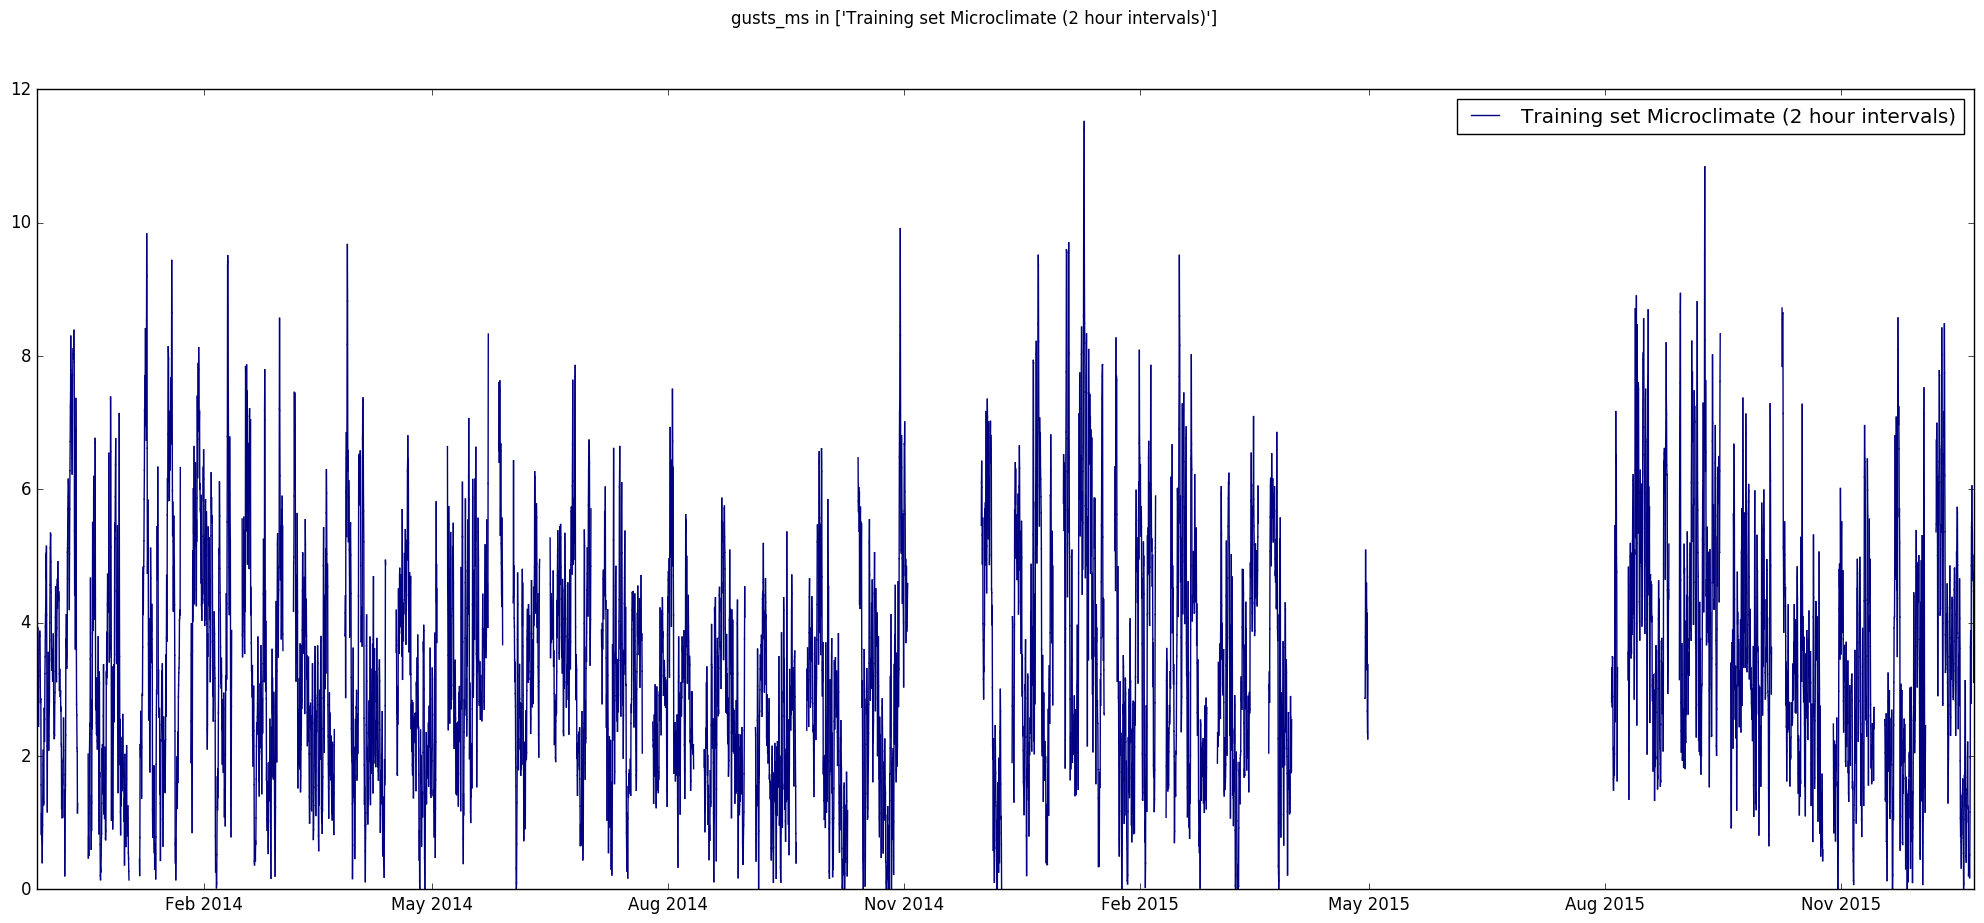 gusts_ms in ['Training set Microclimate (2 hour intervals)']
12
Training set Microclimate (2 hour intervals)
10
8
6
4
2
0
Feb 2014 May 2014 Aug 2014 Nov 2014 Feb 2015 May 2015 Aug 2015 Nov 2015